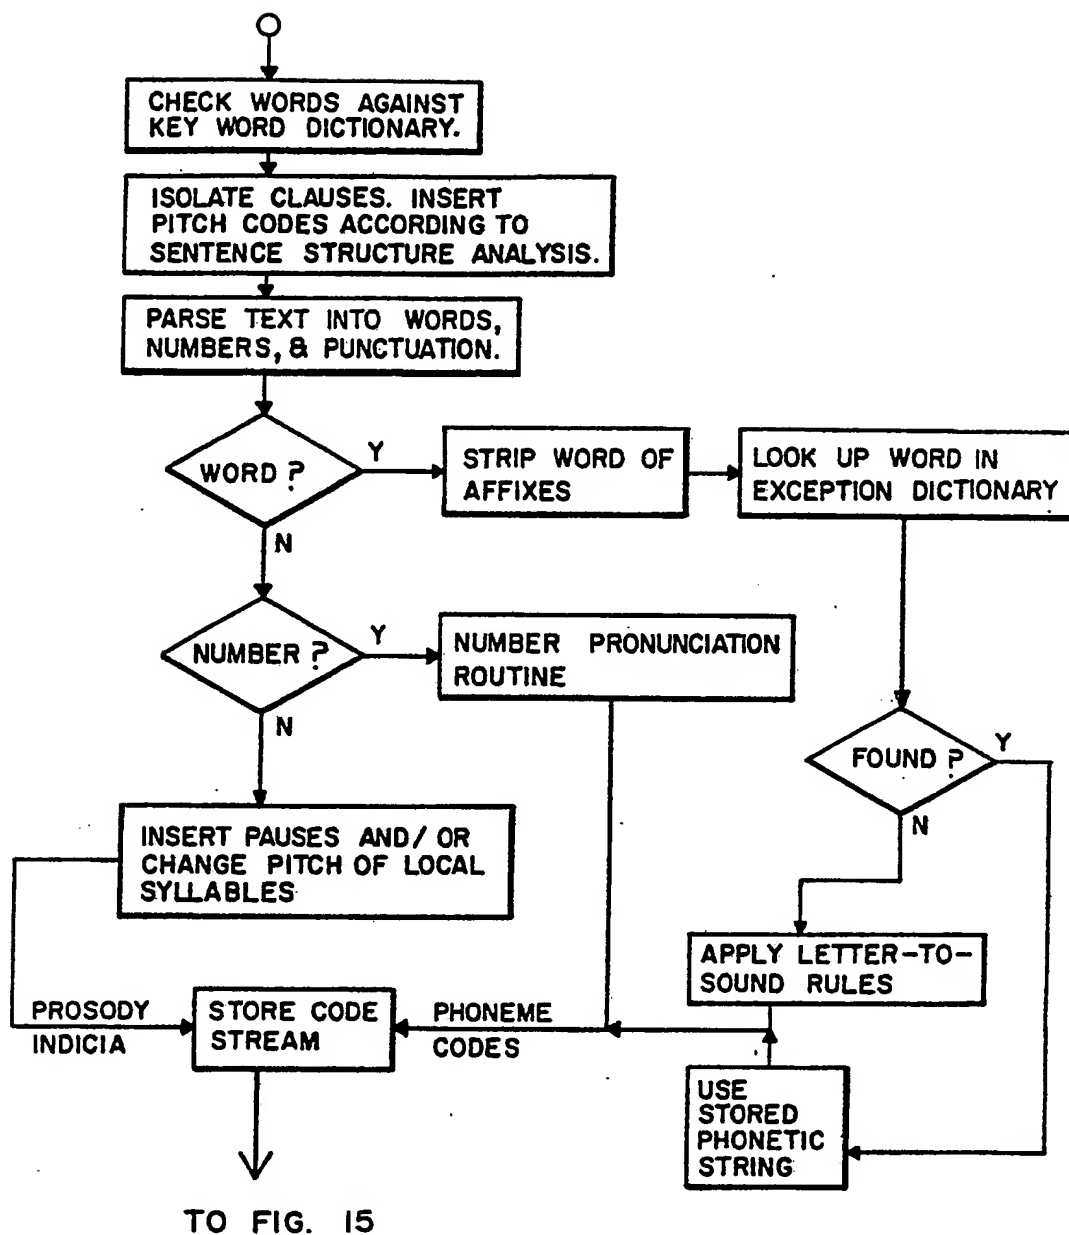 CHECK WORDS AGAINST
KEY WORD DICTIONARY.
ISOLATE CLAUSES. INSERT
PITCH CODES ACCORDING TO
SENTENCE STRUCTURE ANALYSIS.
PARSE TEXT INTO WORDS,
NUMBERS, & PUNCTUATION.
WORD ?
Y
N
STRIP WORD OF
AFFIXES
LOOK UP WORD IN
EXCEPTION DICTIONARY
NUMBER ?
Y
N
NUMBER PRONUNCIATION
ROUTINE
FOUND ?
Y
N
INSERT PAUSES AND/OR
CHANGE PITCH OF LOCAL
SYLLABLES
APPLY LETTER-TO-
SOUND RULES
PROSODY
INDICIA
STORE CODE
STREAM
PHONEME
CODES
USE
STORED
PHONETIC
STRING
TO FIG. 15